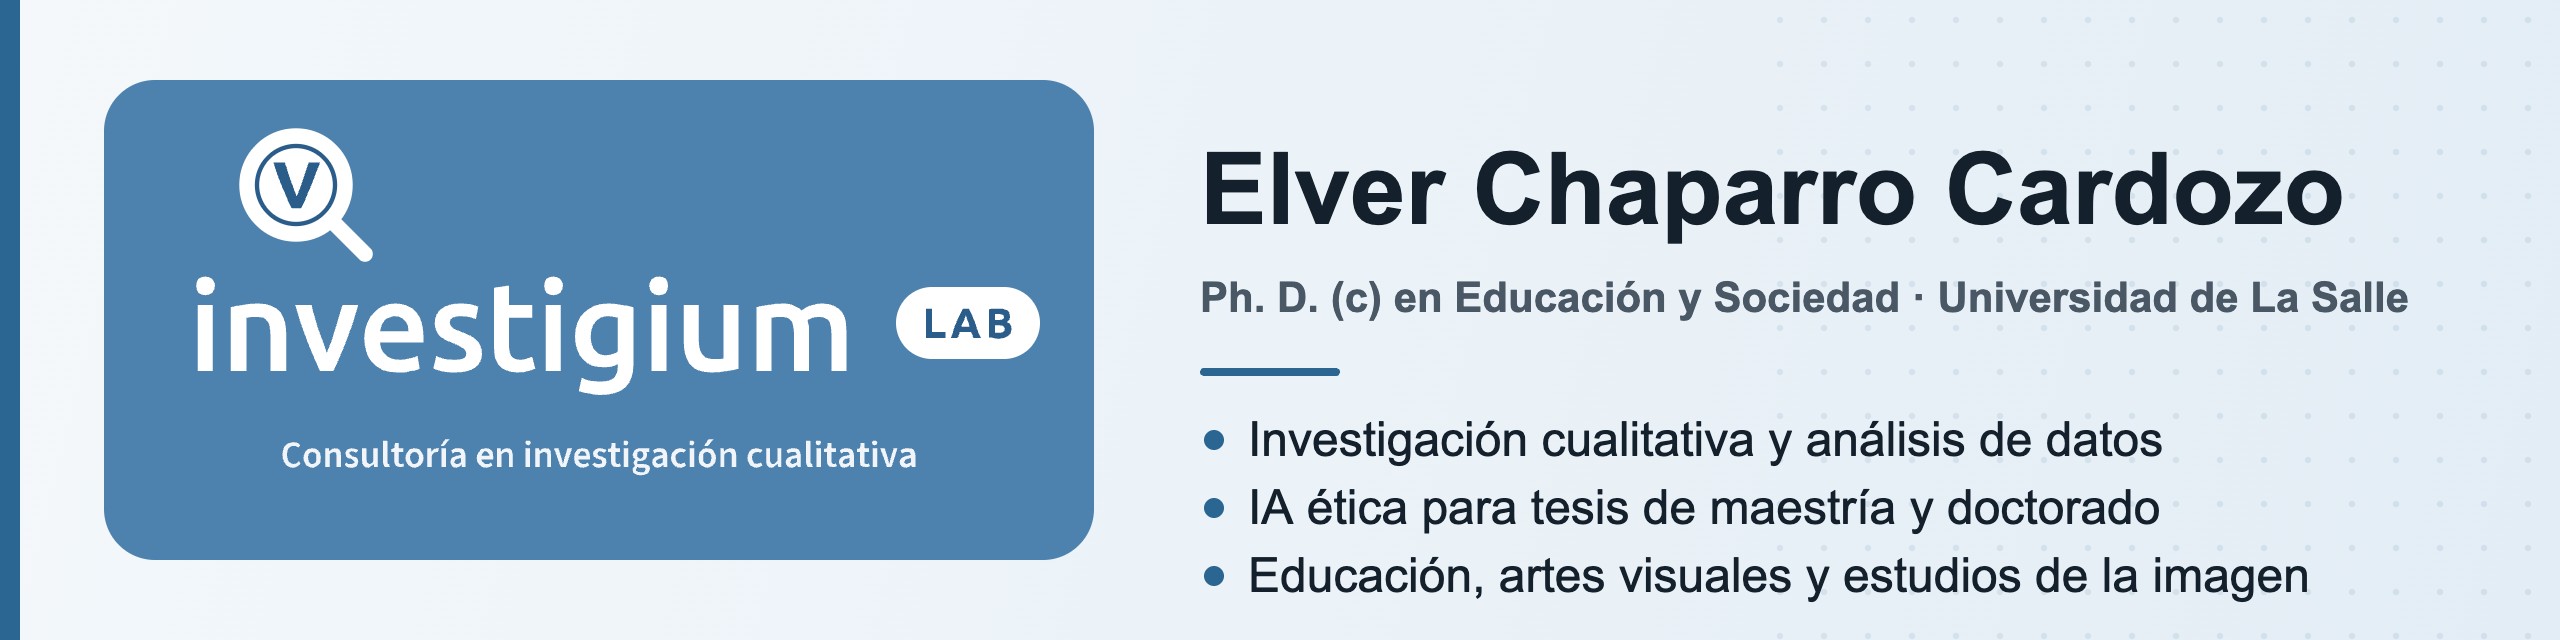 V
investigium LAB
Consultoría en investigación cualitativa
Elver Chaparro Cardozo
Ph. D. (c) en Educación y Sociedad · Universidad de La Salle
Investigación cualitativa y análisis de datos
IA ética para tesis de maestría y doctorado
Educación, artes visuales y estudios de la imagen